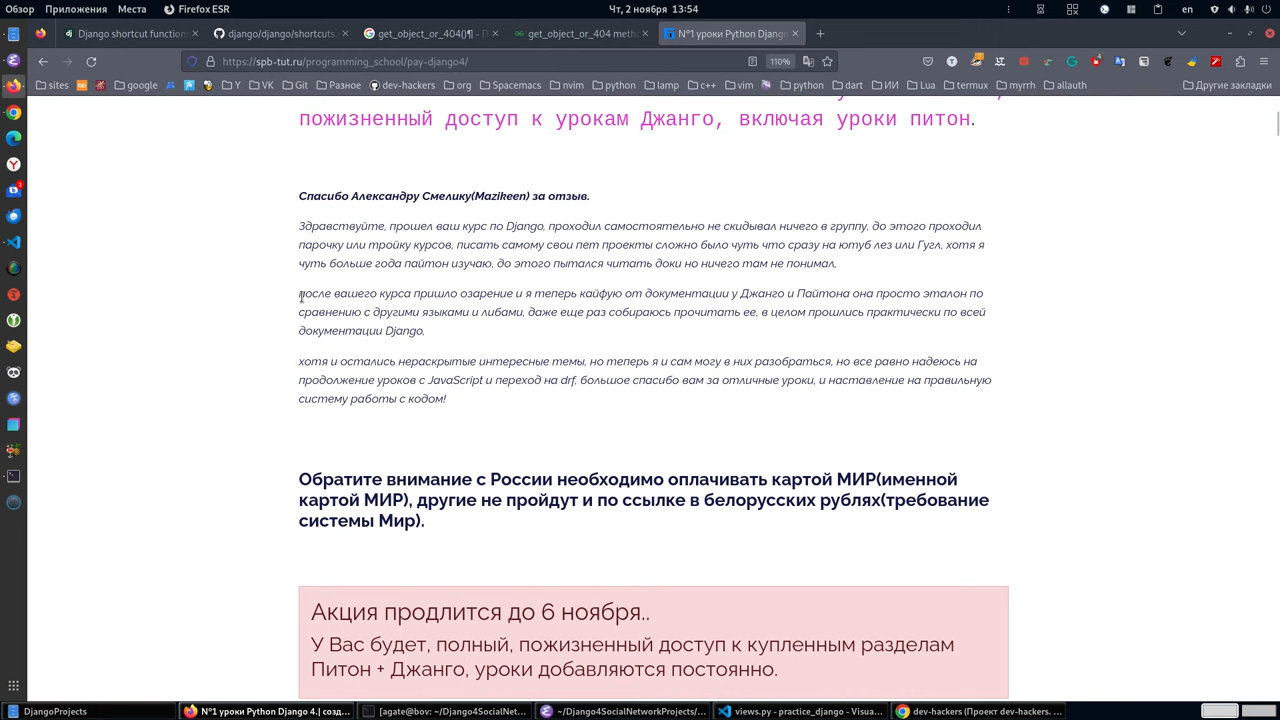 Обзор Приложения Места Firefox ESR Чт, 2 ноября 13:54 en
Django shortcut function github/django/shortcuts. get_object_or_404()¶ - П get_object_or_404 meth Nº1 уроки Python Django
https://spb-tut.ru/programming_school/pay-django4/ 110%
sites bp google Y VK Git Разное dev-hackers org Spacemacs nvim python lamp c++ vim python dart ИИ Lua termux myrrh allauth Другие закладки
пожизненный доступ к урокам Джанго, включая уроки питон.
Спасибо Александру Смелику(Mazikeen) за отзыв.
Здравствуйте, прошел ваш курс по Django, проходил самостоятельно не скидывал ничего в группу, до этого проходил
парочку или тройку курсов, писать самому свои пет проекты сложно было чуть что сразу на ютуб лез или Гугл, хотя я
чуть больше года пайтон изучаю, до этого пытался читать доки но ничего там не понимал,
после вашего курса пришло озарение и я теперь кайфую от документации у Джанго и Пайтона она просто эталон по
сравнению с другими языками и либами, даже еще раз собираюсь прочитать ее, в целом прошлись практически по всей
документации Django,
хотя и остались нераскрытые интересные темы, но теперь я и сам могу в них разобраться, но все равно надеюсь на
продолжение уроков с JavaScript и переход на drf, большое спасибо вам за отличные уроки, и наставление на правильную
систему работы с кодом!
Обратите внимание с России необходимо оплачивать картой МИР(именной
картой МИР), другие не пройдут и по ссылке в белорусских рублях(требование
системы Мир).
Акция продлится до 6 ноября..
У Вас будет, полный, пожизненный доступ к купленным разделам
Питон + Джанго, уроки добавляются постоянно.
DjangoProjects Nº1 уроки Python Django 4.| созд... [agate@bov: ~/Django4SocialNet... ~/Django4SocialNetworkProjects/... views.py - practice_django - Visua... dev-hackers (Проект dev-hackers. ...